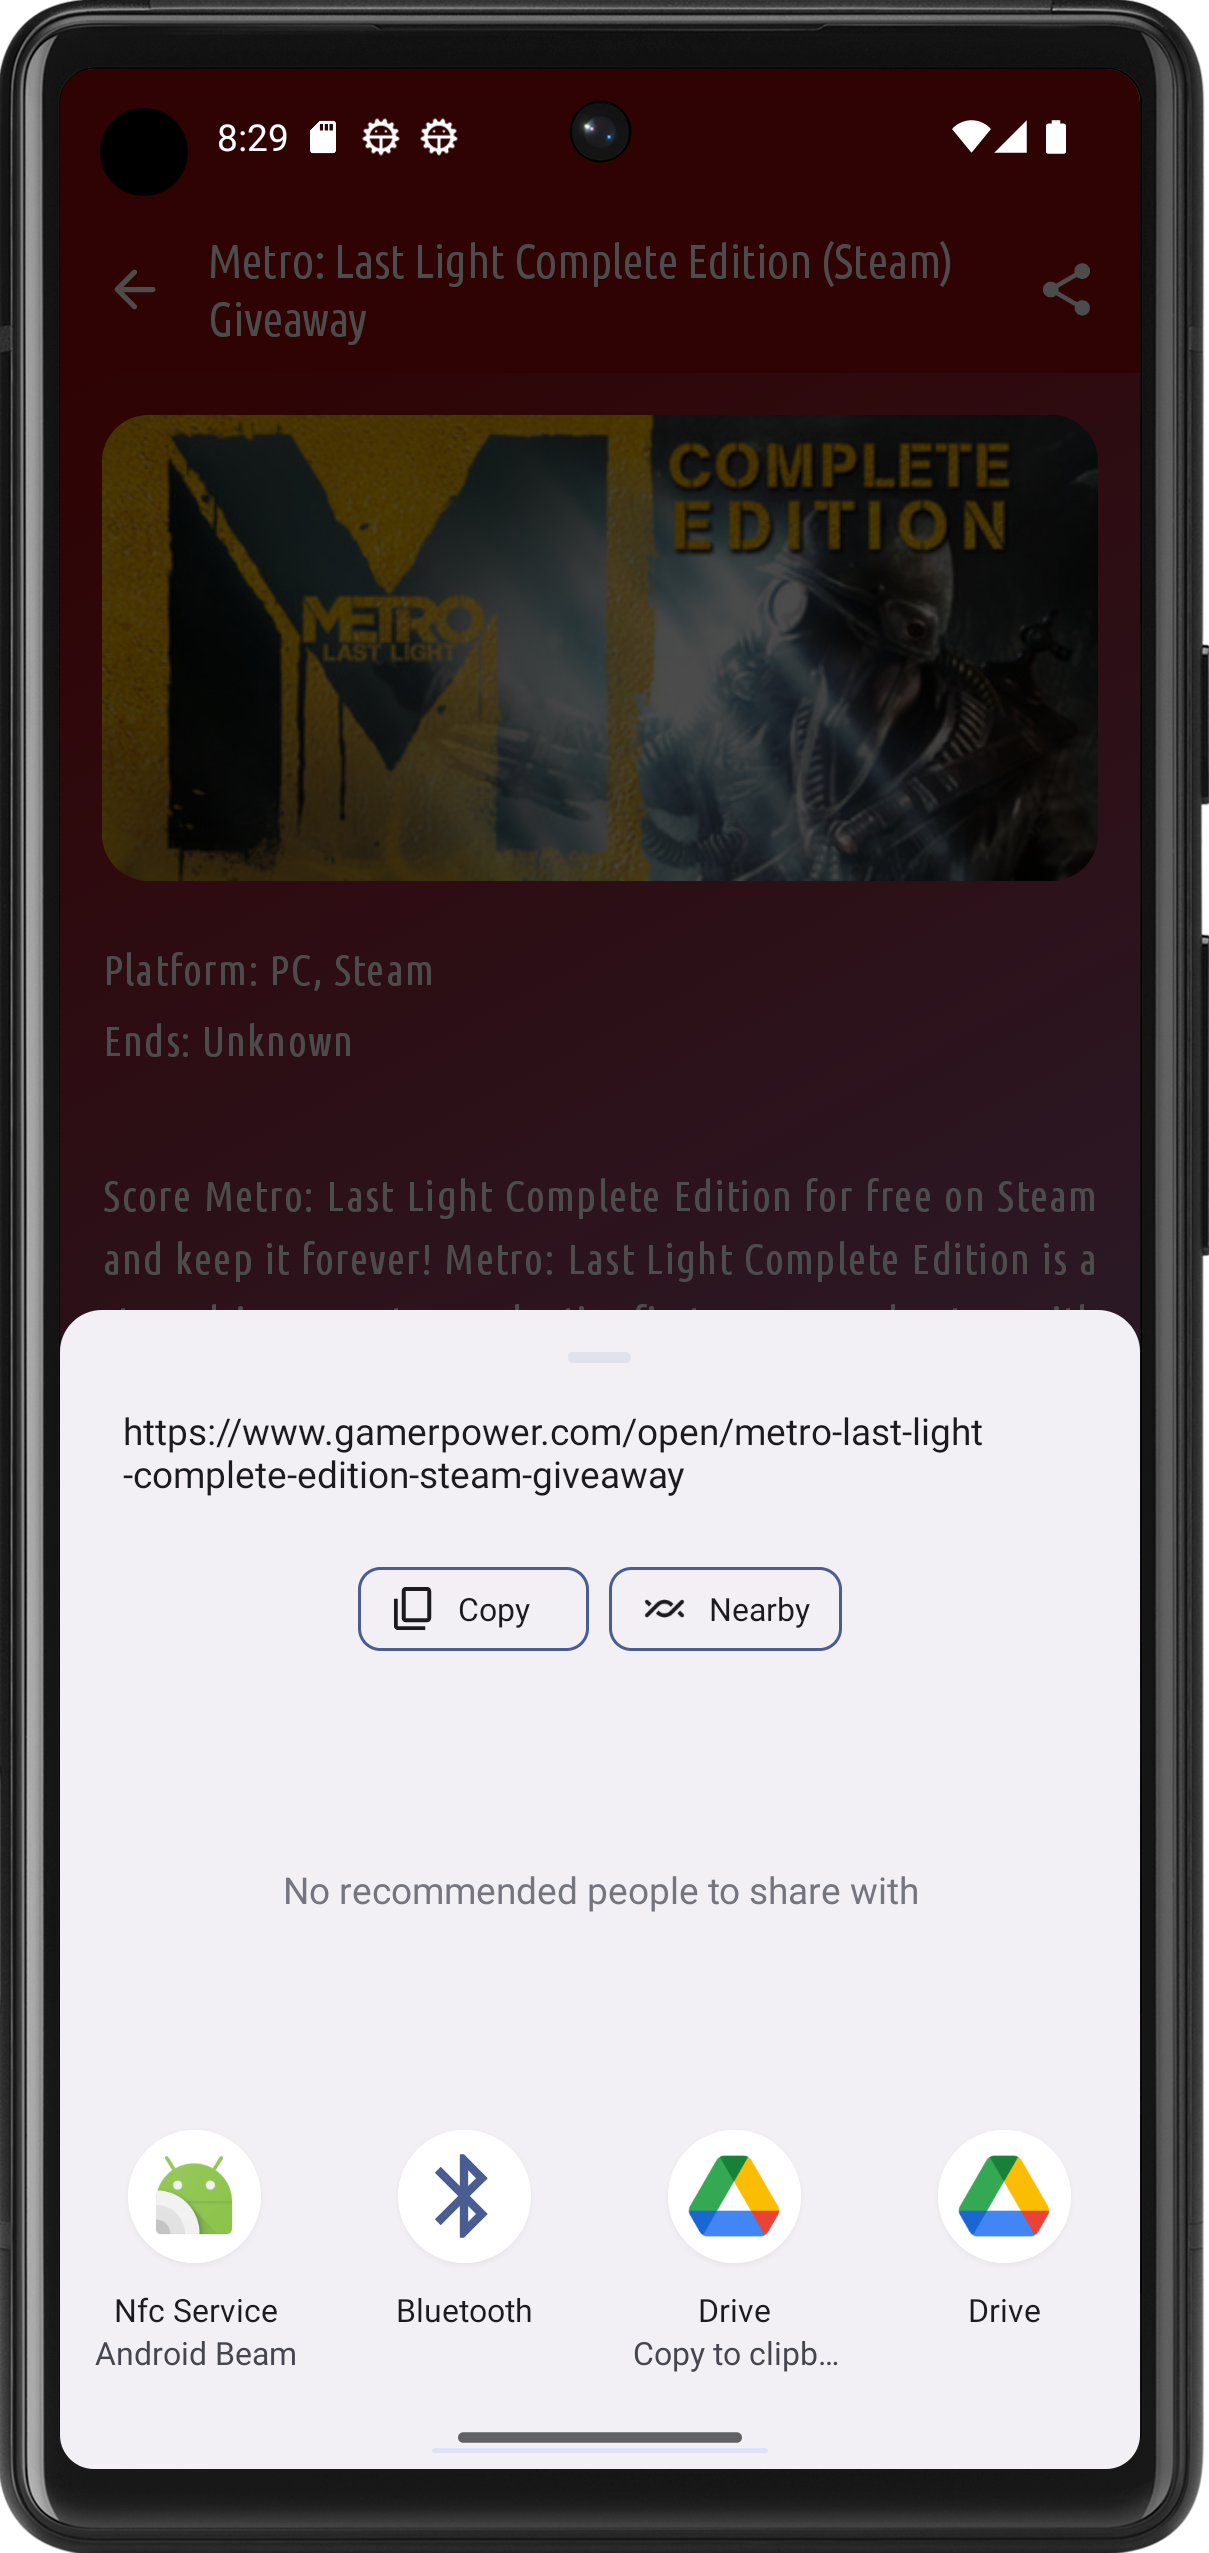 8:29
Metro: Last Light Complete Edition (Steam)
Giveaway
COMPLETE
EDITION
METRO
LAST LIGHT
Platform: PC, Steam
Ends: Unknown
Score Metro: Last Light Complete Edition for free on Steam
and keep it forever! Metro: Last Light Complete Edition is a
https://www.gamerpower.com/open/metro-last-light
-complete-edition-steam-giveaway
Copy
Nearby
No recommended people to share with
Nfc Service
Bluetooth
Drive
Drive
Android Beam
Copy to clipb...